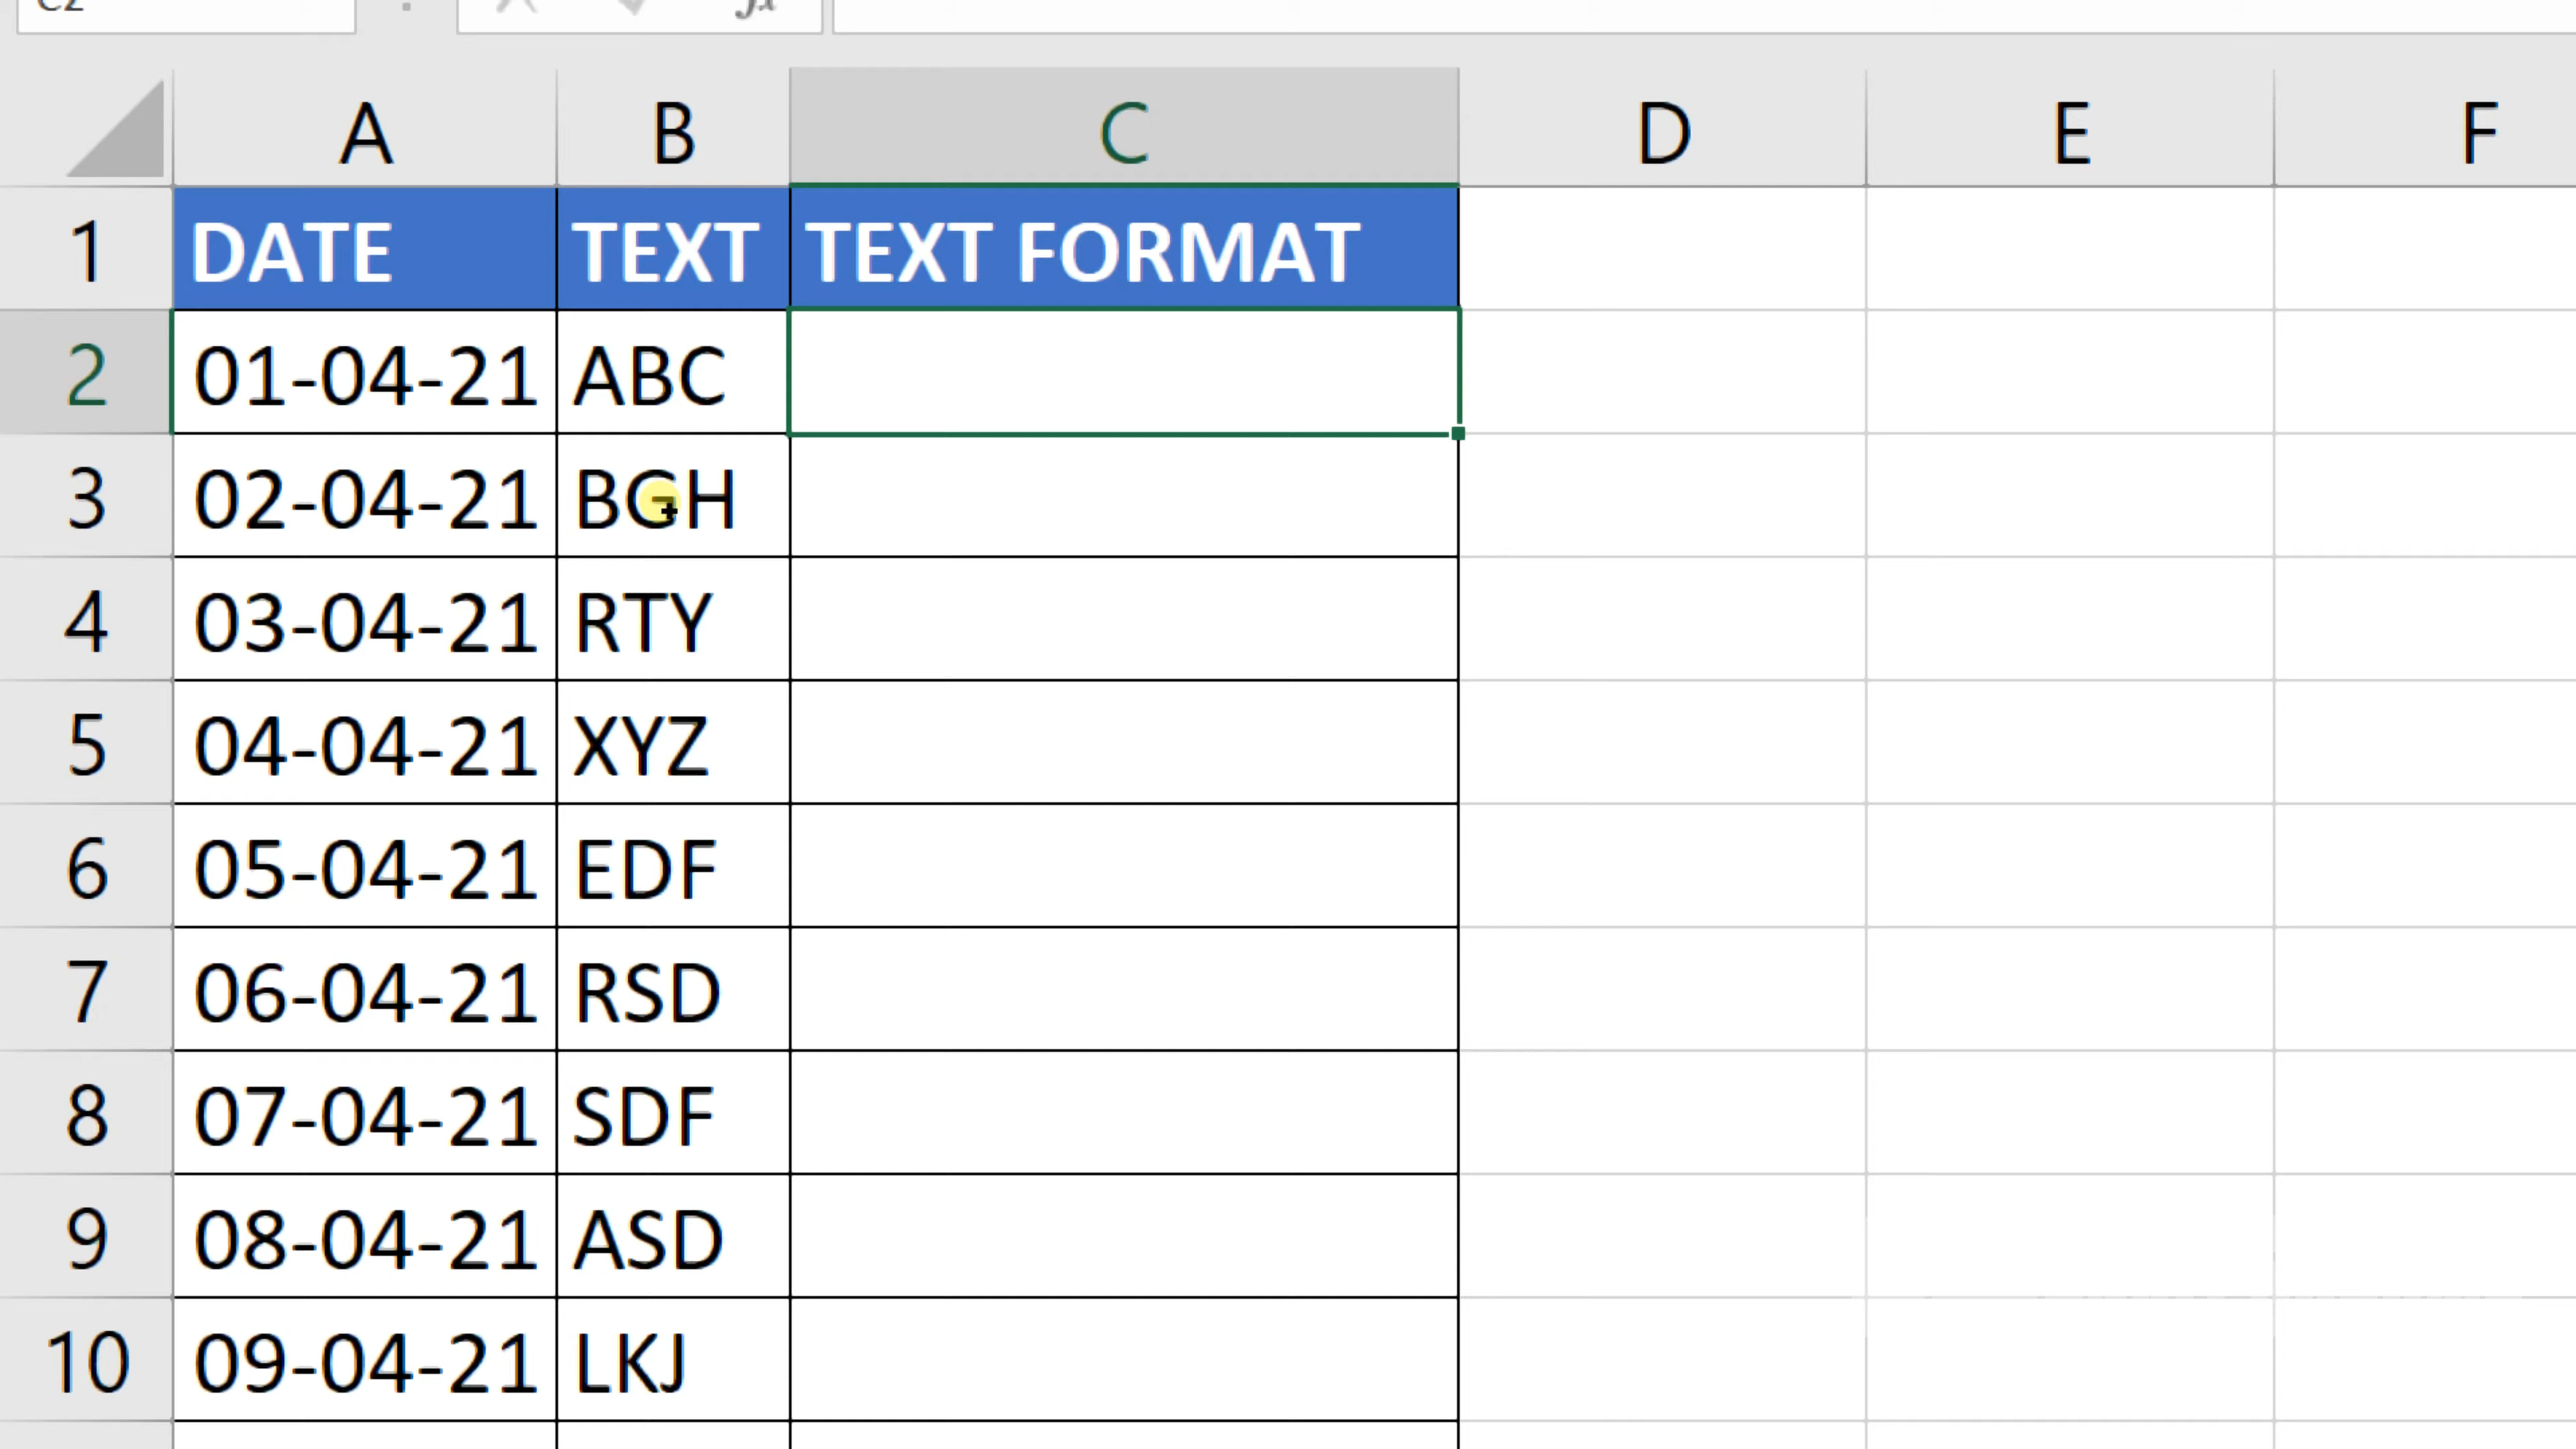 C2
A B C D E F
1 DATE TEXT TEXT FORMAT
2 01-04-21 ABC
3 02-04-21 BGH
4 03-04-21 RTY
5 04-04-21 XYZ
6 05-04-21 EDF
7 06-04-21 RSD
8 07-04-21 SDF
9 08-04-21 ASD
10 09-04-21 LKJ